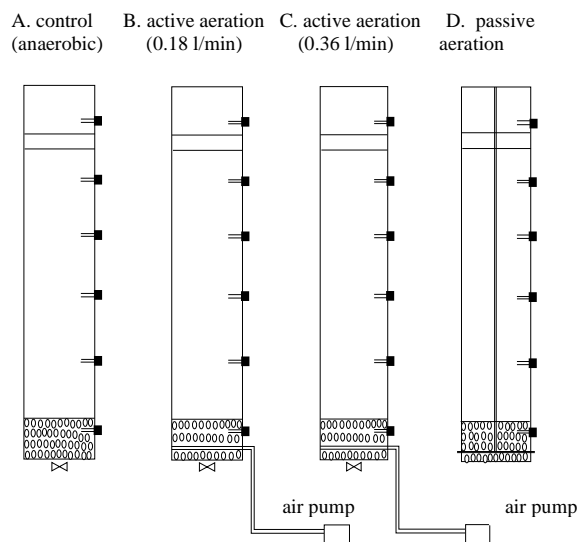 A. control
(anaerobic)
B. active aeration
(0.18 l/min)
C. active aeration
(0.36 l/min)
D. passive
aeration
air pump
air pump